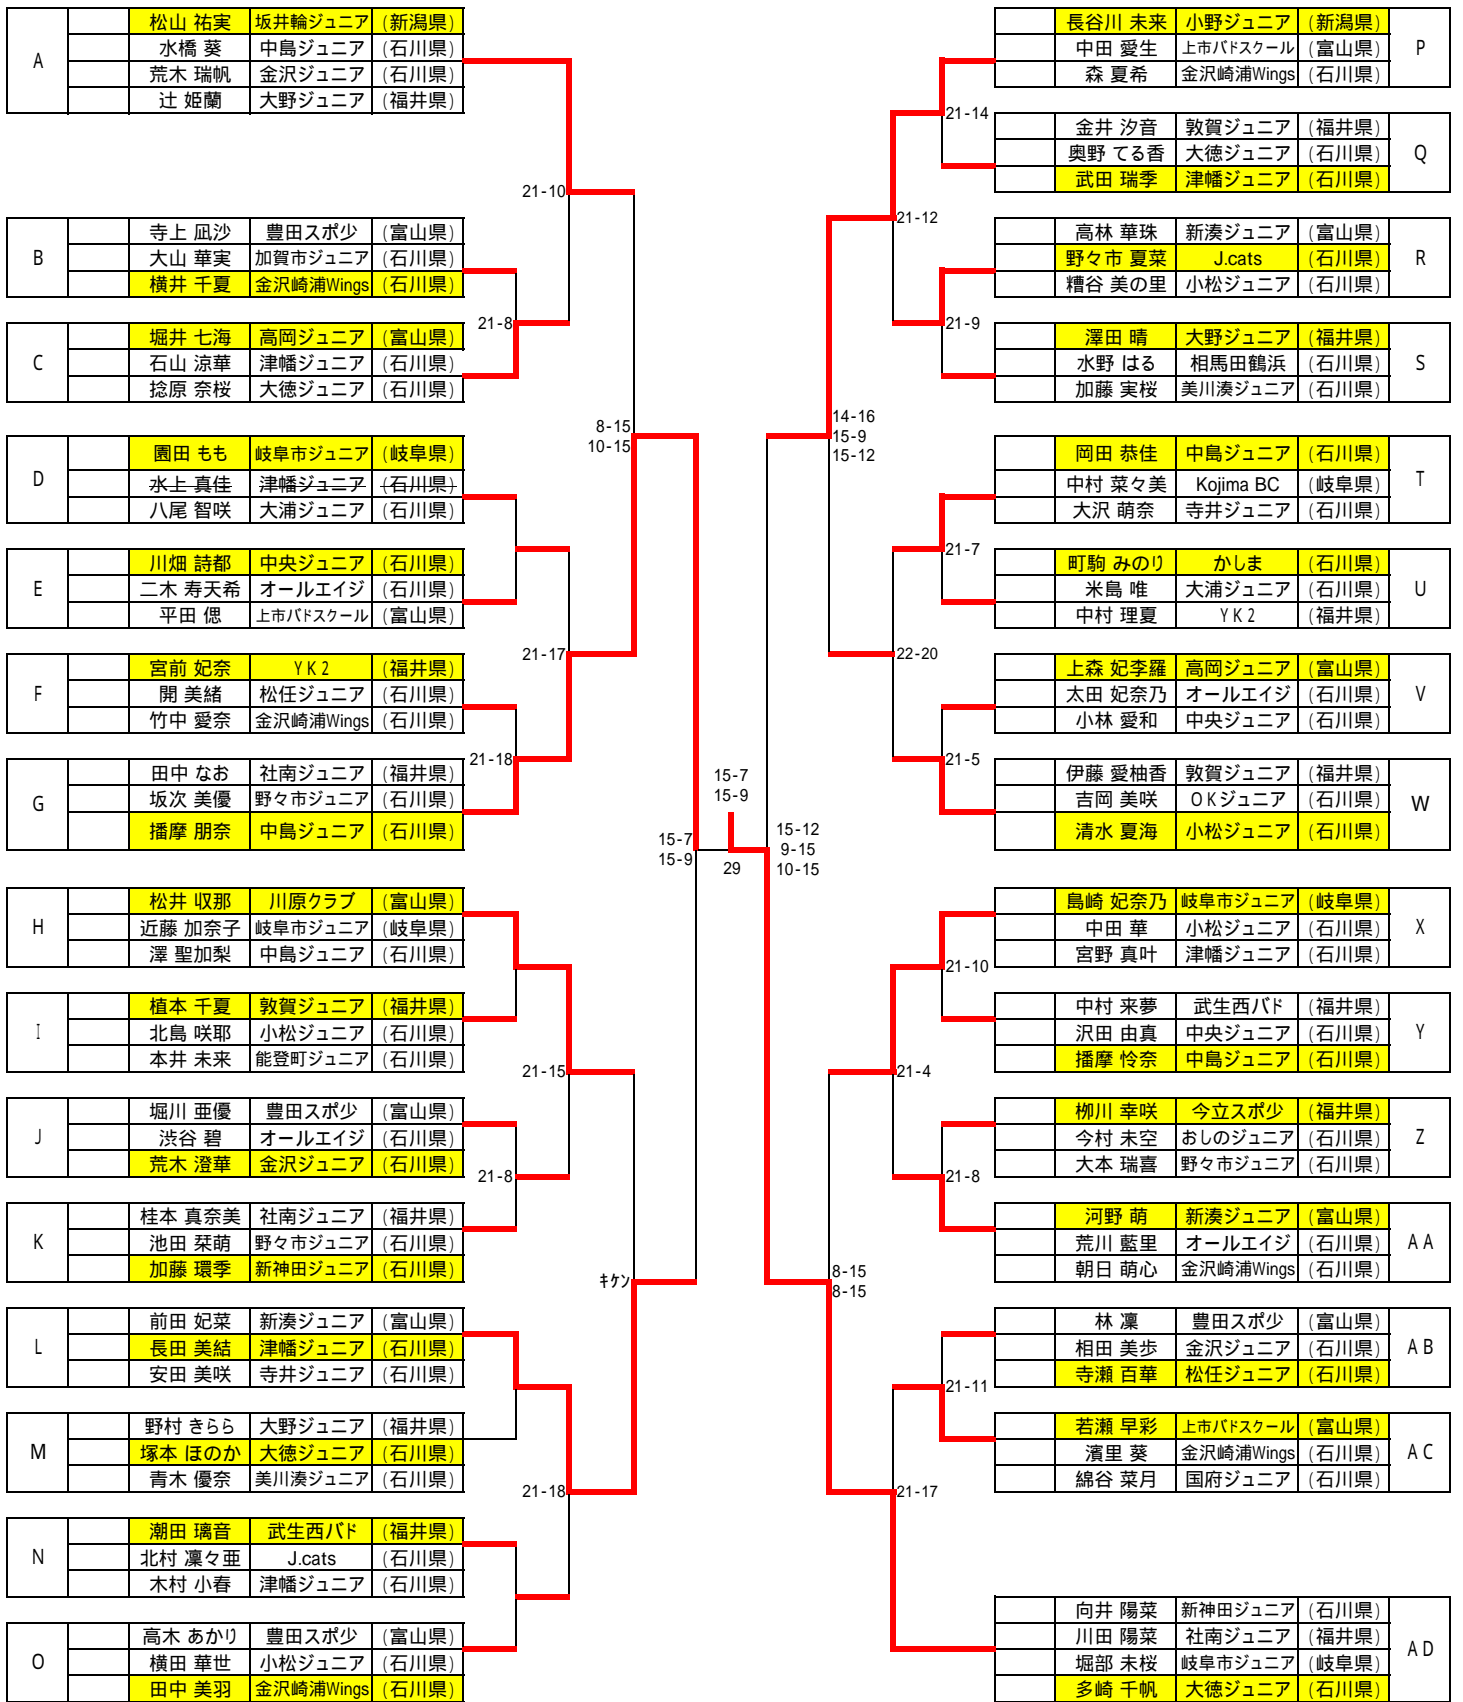 A
松山 祐実 坂井輪ジュニア (新潟県)
水橋 葵 中島ジュニア (石川県)
荒木 瑞帆 金沢ジュニア (石川県)
辻 姫蘭 大野ジュニア (福井県)
21-10
B
寺上 凪沙 豊田スポ少 (富山県)
大山 華実 加賀市ジュニア (石川県)
横井 千夏 金沢崎浦Wings (石川県)
21-8
C
堀井 七海 高岡ジュニア (富山県)
石山 涼華 津幡ジュニア (石川県)
捻原 奈桜 大徳ジュニア (石川県)
8-15
10-15
D
園田 もも 岐阜市ジュニア (岐阜県)
水上 真佳 津幡ジュニア (石川県)
八尾 智咲 大浦ジュニア (石川県)
E
川畑 詩都 中央ジュニア (石川県)
二木 寿天希 オールエイジ (石川県)
平田 偲 上市バドスクール (富山県)
21-17
F
宮前 妃奈 YK2 (福井県)
開 美緒 松任ジュニア (石川県)
竹中 愛奈 金沢崎浦Wings (石川県)
21-18
G
田中 なお 社南ジュニア (福井県)
坂次 美優 野々市ジュニア (石川県)
播摩 朋奈 中島ジュニア (石川県)
15-7
15-9
H
松井 収那 川原クラブ (富山県)
近藤 加奈子 岐阜市ジュニア (岐阜県)
澤 聖加梨 中島ジュニア (石川県)
I
植本 千夏 敦賀ジュニア (福井県)
北島 咲耶 小松ジュニア (石川県)
本井 未来 能登町ジュニア (石川県)
21-15
J
堀川 亜優 豊田スポ少 (富山県)
渋谷 碧 オールエイジ (石川県)
荒木 澄華 金沢ジュニア (石川県)
21-8
K
桂本 真奈美 社南ジュニア (福井県)
池田 栞萌 野々市ジュニア (石川県)
加藤 環季 新神田ジュニア (石川県)
キケン
L
前田 妃菜 新湊ジュニア (富山県)
長田 美結 津幡ジュニア (石川県)
安田 美咲 寺井ジュニア (石川県)
M
野村 きらら 大野ジュニア (福井県)
塚本 ほのか 大徳ジュニア (石川県)
青木 優奈 美川湊ジュニア (石川県)
21-18
N
潮田 璃音 武生西バド (福井県)
北村 凜々亜 J.cats (石川県)
木村 小春 津幡ジュニア (石川県)
O
高木 あかり 豊田スポ少 (富山県)
横田 華世 小松ジュニア (石川県)
田中 美羽 金沢崎浦Wings (石川県)
15-7
15-9
29
長谷川 未来 小野ジュニア (新潟県)
中田 愛生 上市バドスクール (富山県)
森 夏希 金沢崎浦Wings (石川県)
P
21-14
金井 汐音 敦賀ジュニア (福井県)
奥野 てる香 大徳ジュニア (石川県)
武田 瑞季 津幡ジュニア (石川県)
Q
21-12
高林 華珠 新湊ジュニア (富山県)
野々市 夏菜 J.cats (石川県)
糟谷 美の里 小松ジュニア (石川県)
R
21-9
澤田 晴 大野ジュニア (福井県)
水野 はる 相馬田鶴浜 (石川県)
加藤 実桜 美川湊ジュニア (石川県)
S
14-16
15-9
15-12
岡田 恭佳 中島ジュニア (石川県)
中村 菜々美 Kojima BC (岐阜県)
大沢 萌奈 寺井ジュニア (石川県)
T
21-7
町駒 みのり かしま (石川県)
米島 唯 大浦ジュニア (石川県)
中村 理夏 YK2 (福井県)
U
22-20
上森 妃李羅 高岡ジュニア (富山県)
太田 妃奈乃 オールエイジ (石川県)
小林 愛和 中央ジュニア (石川県)
V
21-5
伊藤 愛柚香 敦賀ジュニア (福井県)
吉岡 美咲 OKジュニア (石川県)
清水 夏海 小松ジュニア (石川県)
W
15-12
9-15
10-15
島崎 妃奈乃 岐阜市ジュニア (岐阜県)
中田 華 小松ジュニア (石川県)
宮野 真叶 津幡ジュニア (石川県)
X
21-10
中村 来夢 武生西バド (福井県)
沢田 由真 中央ジュニア (石川県)
播摩 怜奈 中島ジュニア (石川県)
Y
21-4
栁川 幸咲 今立スポ少 (福井県)
今村 未空 おしのジュニア (石川県)
大本 瑞喜 野々市ジュニア (石川県)
Z
21-8
河野 萌 新湊ジュニア (富山県)
荒川 藍里 オールエイジ (石川県)
朝日 萌心 金沢崎浦Wings (石川県)
AA
8-15
8-15
林 凜 豊田スポ少 (富山県)
相田 美歩 金沢ジュニア (石川県)
寺瀬 百華 松任ジュニア (石川県)
AB
21-11
若瀬 早彩 上市バドスクール (富山県)
濱里 葵 金沢崎浦Wings (石川県)
綿谷 菜月 国府ジュニア (石川県)
AC
21-17
向井 陽菜 新神田ジュニア (石川県)
川田 陽菜 社南ジュニア (福井県)
堀部 未桜 岐阜市ジュニア (岐阜県)
多崎 千帆 大徳ジュニア (石川県)
AD